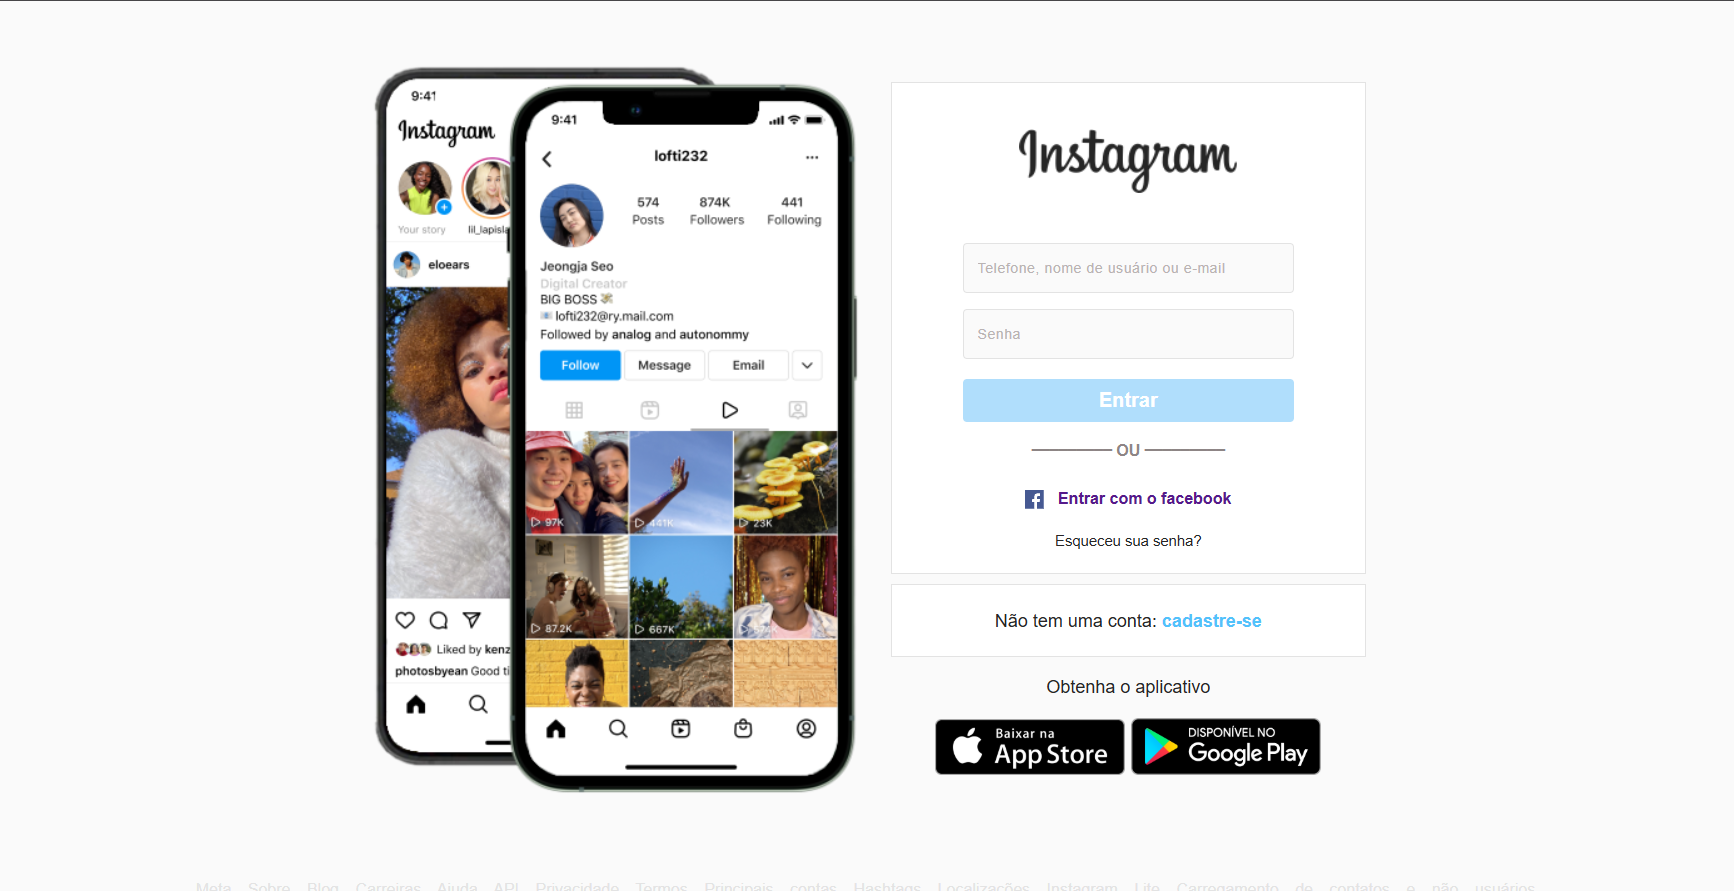 9:41
Instagram
Your story
lil_lapisla
eloears
Liked by kenz
photosbyean Good ti
9:41
lofti232
574
Posts
874K
Followers
441
Following
Jeongja Seo
Digital Creator
BIG BOSS
lofti232@ry.mail.com
Followed by analog and autonommy
Follow
Message
Email
97K
441K
23K
87.2K
667K
Instagram
Telefone, nome de usuário ou e-mail
Senha
Entrar
OU
Entrar com o facebook
Esqueceu sua senha?
Não tem uma conta: cadastre-se
Obtenha o aplicativo
Baixar na
App Store
DISPONÍVEL NO
Google Play
Meta Sobre Blog Carreiras Ajuda API Privacidade Termos Principais contas Hashtags Localizações Instagram Lite Carregamento de contatos e não usuários